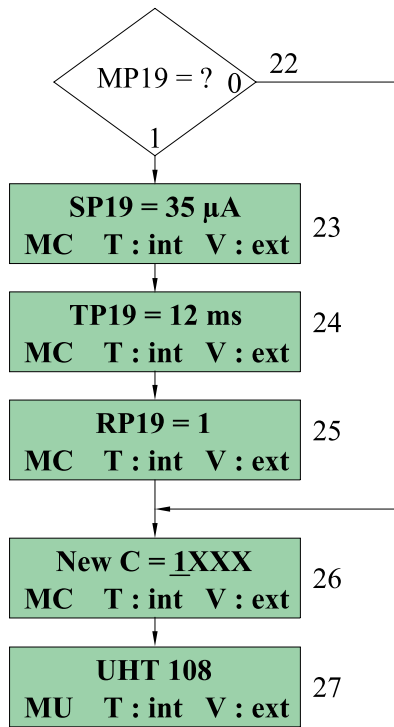 MP19 = ? 0 22
1
SP19 = 35 µA
MC T : int V : ext 23
TP19 = 12 ms
MC T : int V : ext 24
RP19 = 1
MC T : int V : ext 25
New C = 1XXX
MC T : int V : ext 26
UHT 108
MU T : int V : ext 27